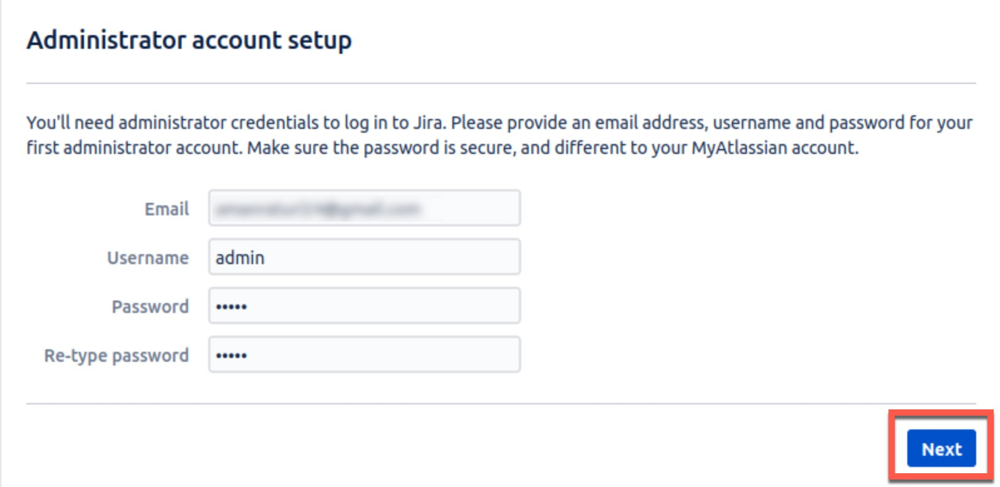 Administrator account setup
You'll need administrator credentials to log in to Jira. Please provide an email address, username and password for your
first administrator account. Make sure the password is secure, and different to your MyAtlassian account.
Email
Username admin
Password •••••
Re-type password •••••
Next